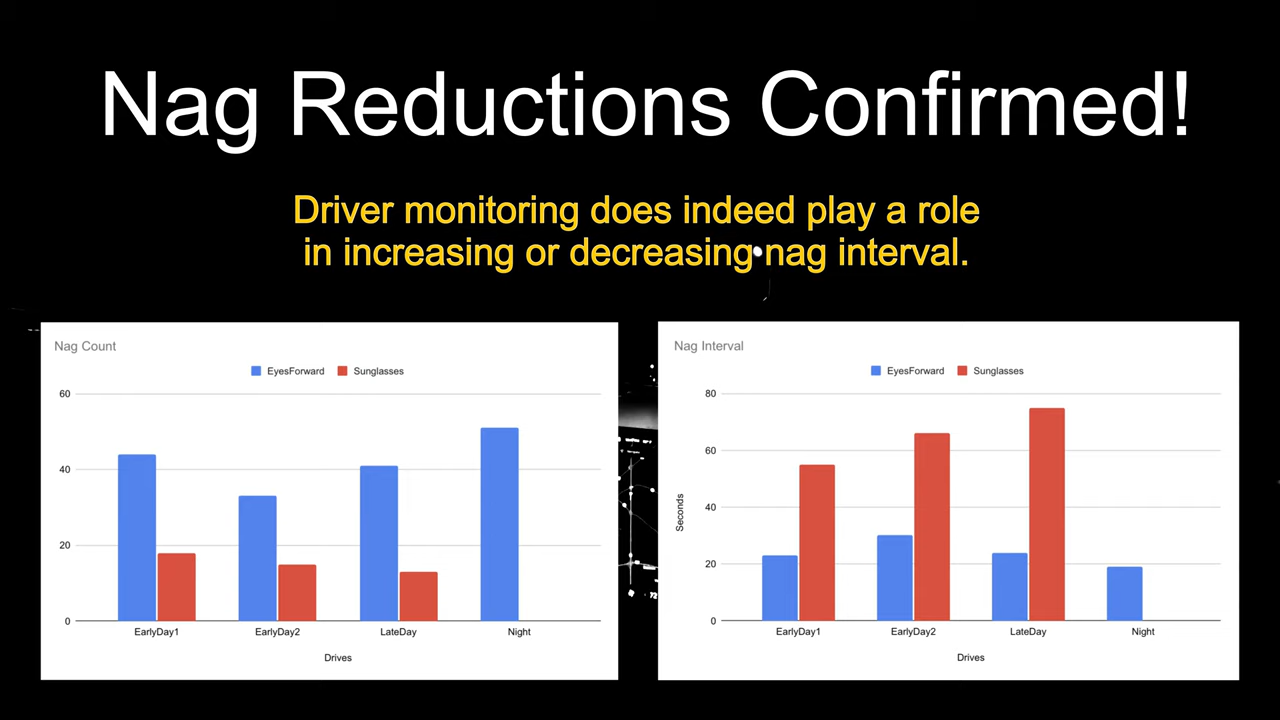 Nag Reductions Confirmed!
Driver monitoring does indeed play a role
in increasing or decreasing nag interval.
Nag Count
EyesForward Sunglasses
60
40
20
0
EarlyDay1 EarlyDay2 LateDay Night
Drives
Nag Interval
EyesForward Sunglasses
Seconds
80
60
40
20
0
EarlyDay1 EarlyDay2 LateDay Night
Drives